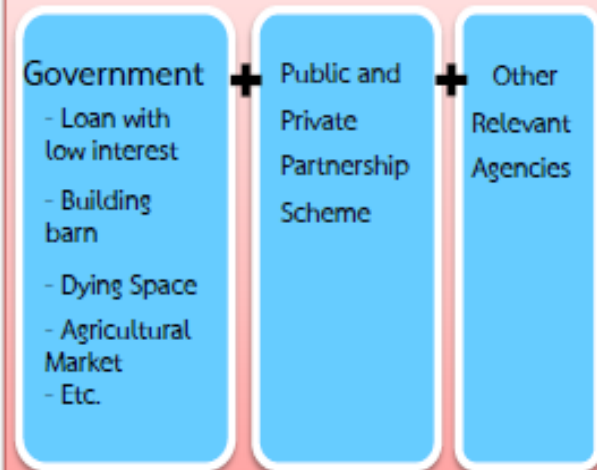 Government
- Loan with
low interest
- Building
barn
- Dying Space
- Agricultural
Market
- Etc.
+
Public and
Private
Partnership
Scheme
+
Other
Relevant
Agencies